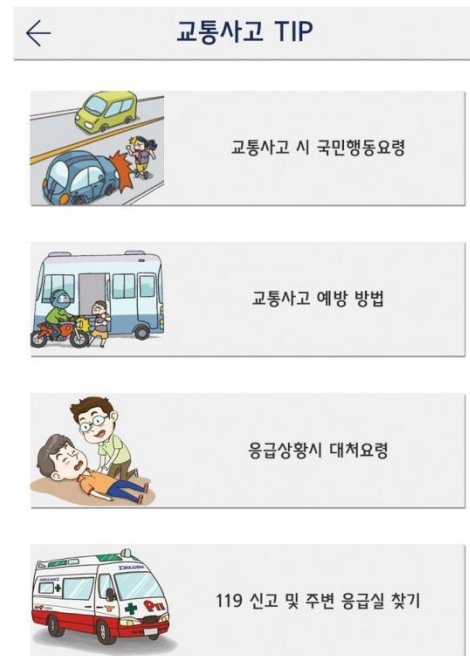 교통사고 TIP
교통사고 시 국민행동요령
교통사고 예방 방법
응급상황시 대처요령
119 신고 및 주변 응급실 찾기